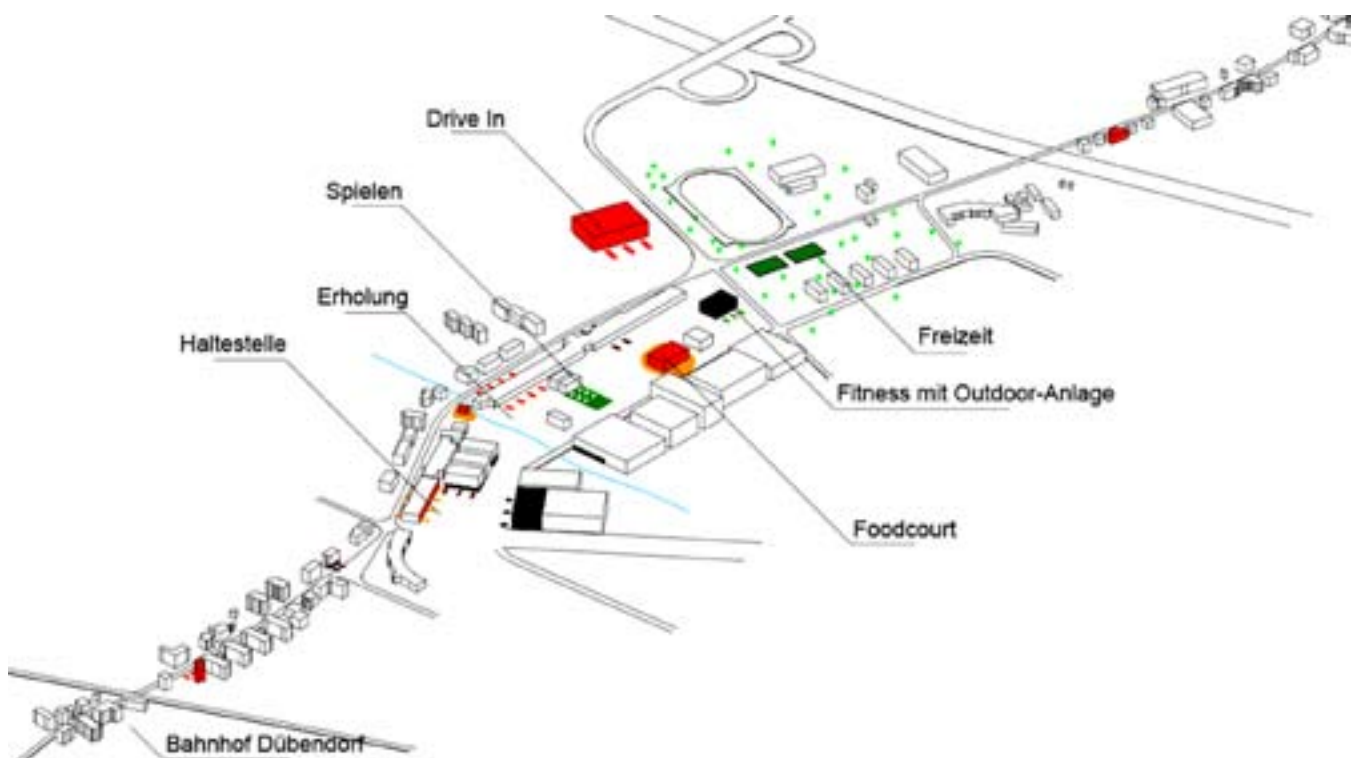 Drive In
Spielen
Erholung
Haltestelle
Freizeit
Fitness mit Outdoor-Anlage
Foodcourt
Bahnhof Dübendorf